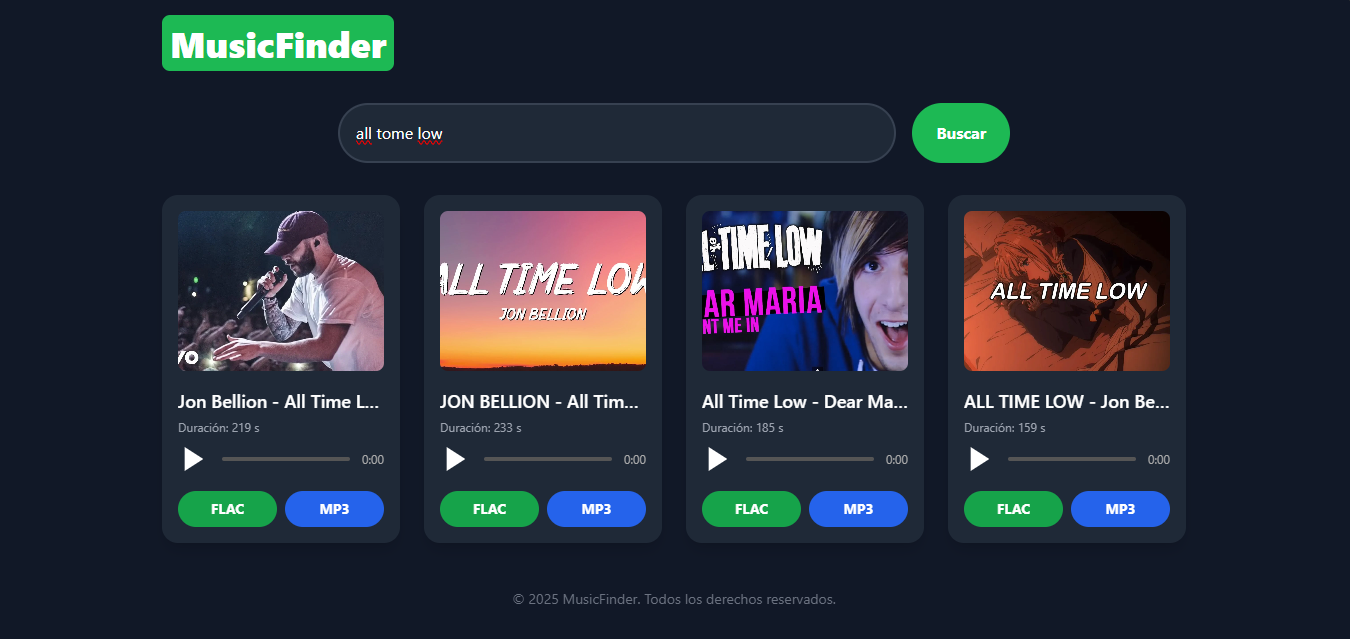 MusicFinder
all tome low
Buscar
VO
ALL TIME LOW
JON BELLION
L TIME LOW
AR MARIA
NT ME IN
ALL TIME LOW
Jon Bellion - All Time L...
JON BELLION - All Tim...
All Time Low - Dear Ma...
ALL TIME LOW - Jon Be...
Duración: 219 s
Duración: 233 s
Duración: 185 s
Duración: 159 s
0:00
0:00
0:00
0:00
FLAC MP3
FLAC MP3
FLAC MP3
FLAC MP3
© 2025 MusicFinder. Todos los derechos reservados.